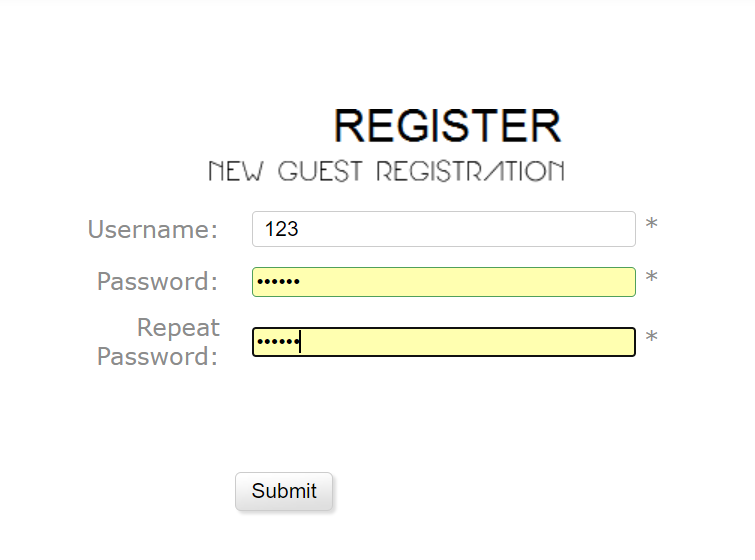 REGISTER
NEW GUEST REGISTRATION
Username: 123 *
Password: •••••• *
Repeat
Password: •••••• *
Submit